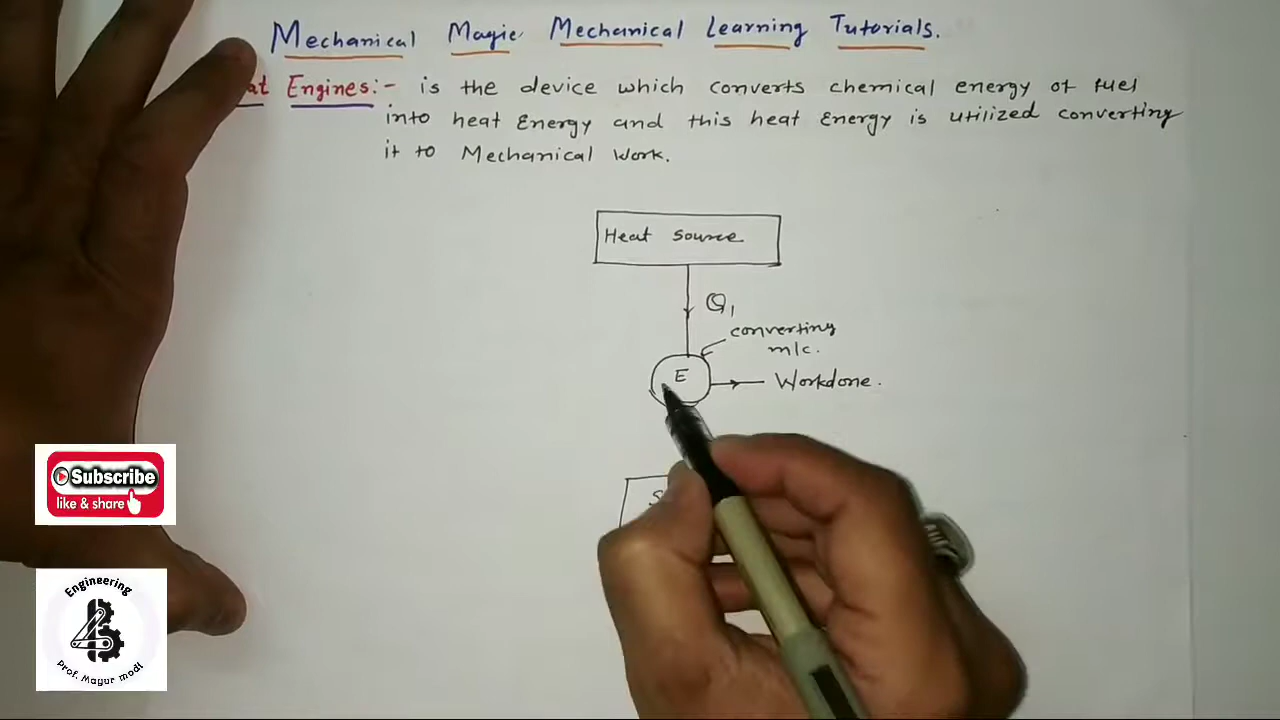 Mechanical Magic Mechanical Learning Tutorials.
Engines:- is the device which converts chemical energy of fuel
into heat Energy and this heat Energy is utilized converting
it to Mechanical Work.
Heat Source
Q1
converting
m/c.
E
Workdone.
Subscribe
like & share
Engineering
Prof. Mayur modi